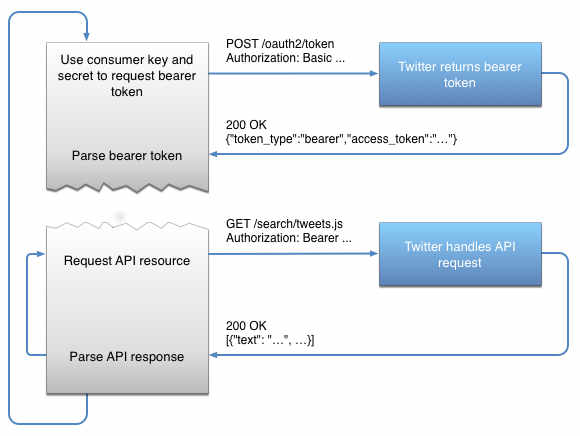 Use consumer key and
secret to request bearer
token
POST /oauth2/token
Authorization: Basic ...
Twitter returns bearer
token
200 OK
{"token_type":"bearer","access_token":"..."}
Parse bearer token
GET /search/tweets.js
Authorization: Bearer ...
Request API resource
Twitter handles API
request
200 OK
[{"text": "...", ...}]
Parse API response